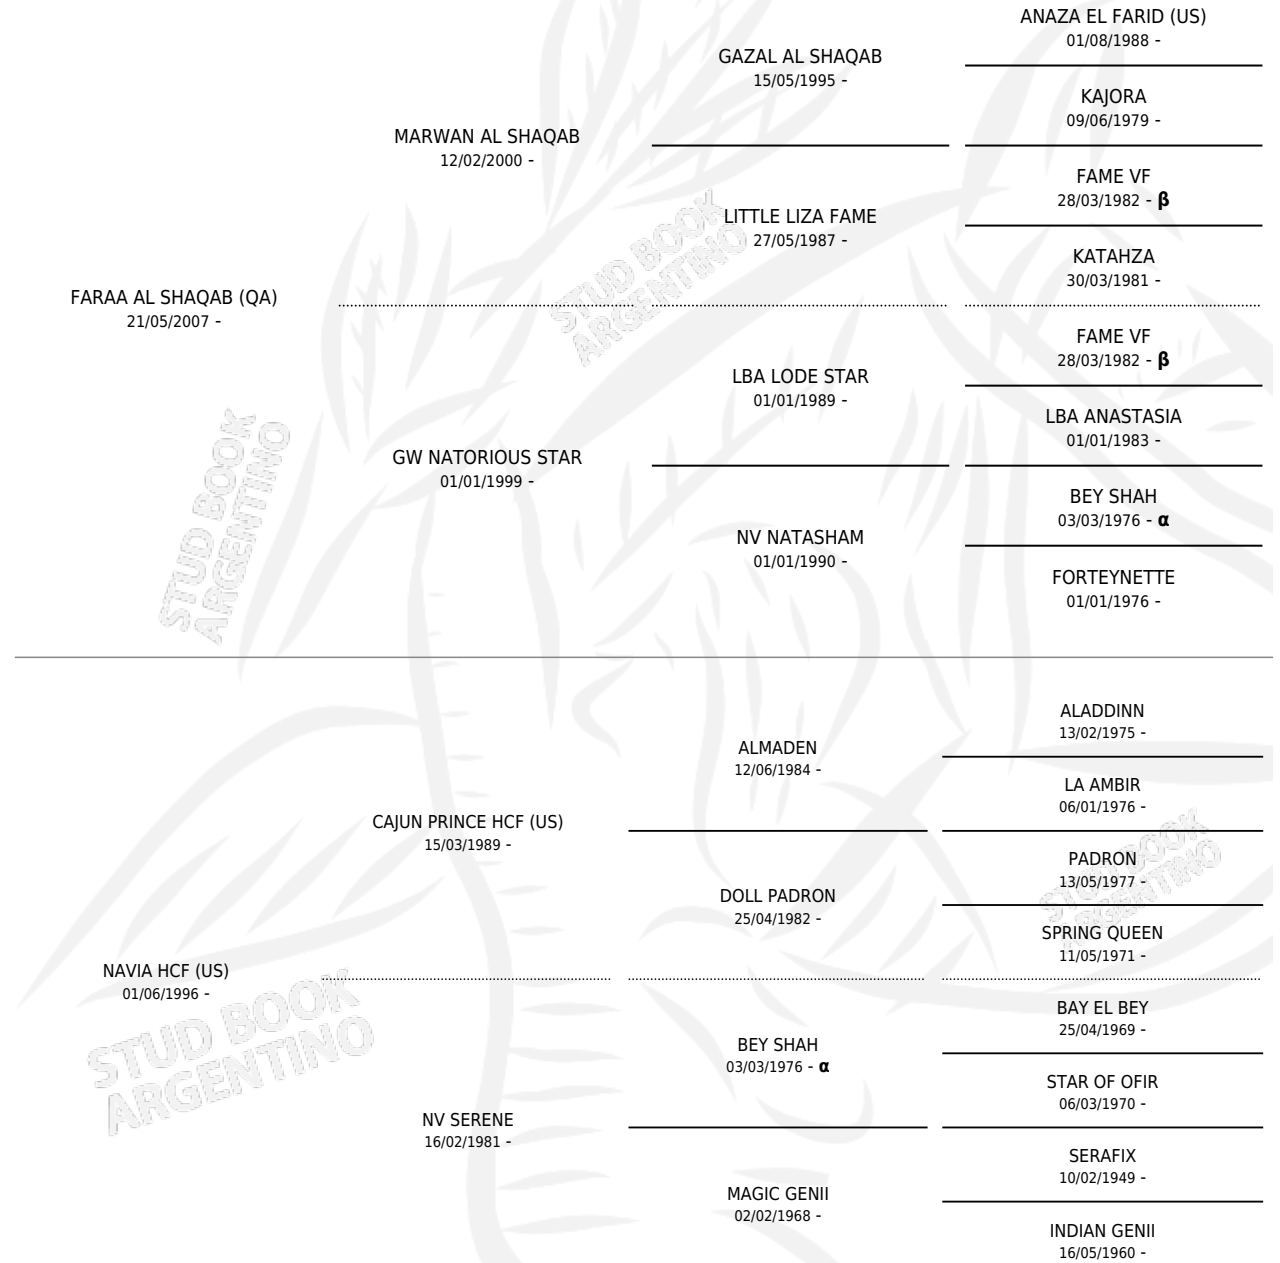 ANAZA EL FARID (US)
01/08/1988 -
GAZAL AL SHAQAB
15/05/1995 -
KAJORA
09/06/1979 -
MARWAN AL SHAQAB
12/02/2000 -
FAME VF
28/03/1982 - β
LITTLE LIZA FAME
27/05/1987 -
KATAHZA
30/03/1981 -
FARAA AL SHAQAB (QA)
21/05/2007 -
FAME VF
28/03/1982 - β
LBA LODE STAR
01/01/1989 -
LBA ANASTASIA
01/01/1983 -
GW NATORIOUS STAR
01/01/1999 -
BEY SHAH
03/03/1976 - α
NV NATASHAM
01/01/1990 -
FORTEYNETTE
01/01/1976 -
ALADDINN
13/02/1975 -
ALMADEN
12/06/1984 -
LA AMBIR
06/01/1976 -
CAJUN PRINCE HCF (US)
15/03/1989 -
PADRON
13/05/1977 -
DOLL PADRON
25/04/1982 -
SPRING QUEEN
11/05/1971 -
NAVIA HCF (US)
01/06/1996 -
BAY EL BEY
25/04/1969 -
BEY SHAH
03/03/1976 - α
STAR OF OFIR
06/03/1970 -
NV SERENE
16/02/1981 -
SERAFIX
10/02/1949 -
MAGIC GENII
02/02/1968 -
INDIAN GENII
16/05/1960 -
STUD BOOK
ARGENTINO
STUD BOOK
ARGENTINO
STUD BOOK
ARGENTINO
STUD BOOK
ARGENTINO